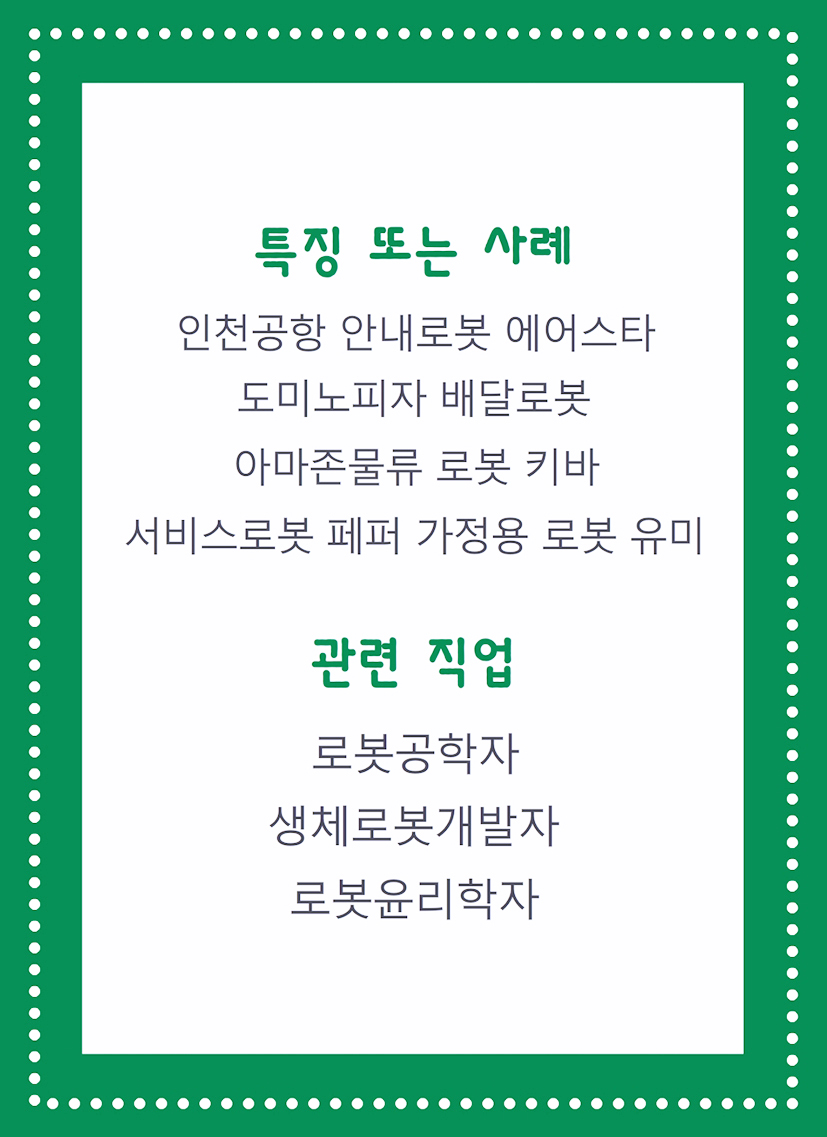 특징 또는 사례
인천공항 안내로봇 에어스타
도미노피자 배달로봇
아마존물류 로봇 키바
서비스로봇 페퍼 가정용 로봇 유미
관련 직업
로봇공학자
생체로봇개발자
로봇윤리학자